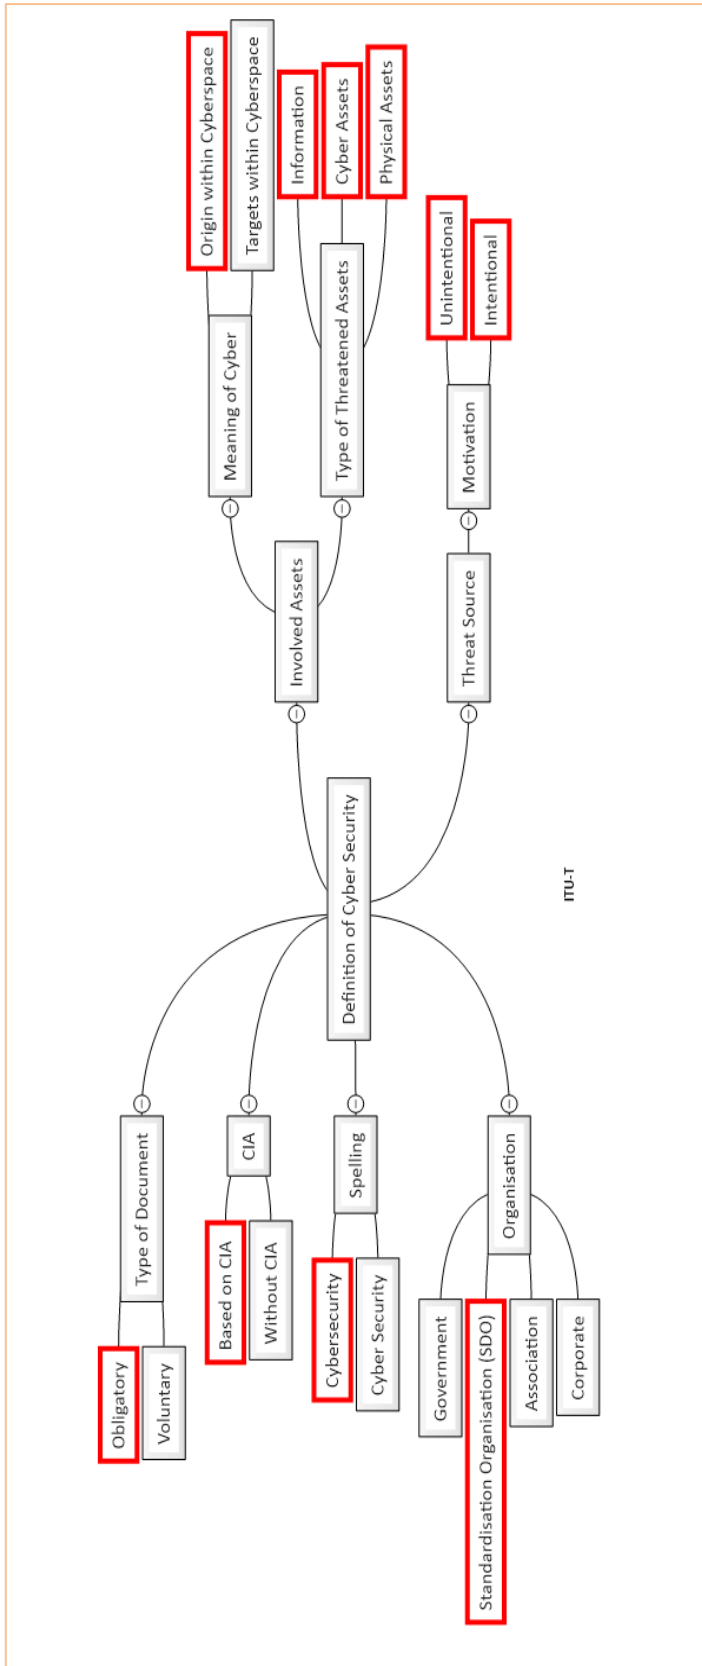 Obligatory
Voluntary
Type of Document
Based on CIA
Without CIA
CIA
Cybersecurity
Cyber Security
Spelling
Government
Standardisation Organisation (SDO)
Association
Corporate
Organisation
Definition of Cyber Security
Involved Assets
Meaning of Cyber
Origin within Cyberspace
Targets within Cyberspace
Type of Threatened Assets
Information
Cyber Assets
Physical Assets
Threat Source
Motivation
Unintentional
Intentional
ITU-T